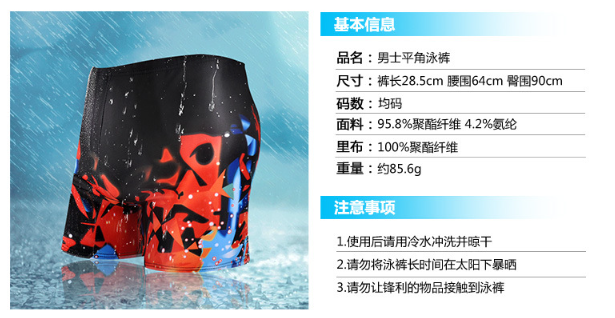 基本信息
品名：男士平角泳裤
尺寸：裤长28.5cm 腰围64cm 臀围90cm
码数：均码
面料：95.8%聚酯纤维 4.2%氨纶
里布：100%聚酯纤维
重量：约85.6g
注意事项
1.使用后请用冷水冲洗并晾干
2.请勿将泳裤长时间在太阳下暴晒
3.请勿让锋利的物品接触到泳裤